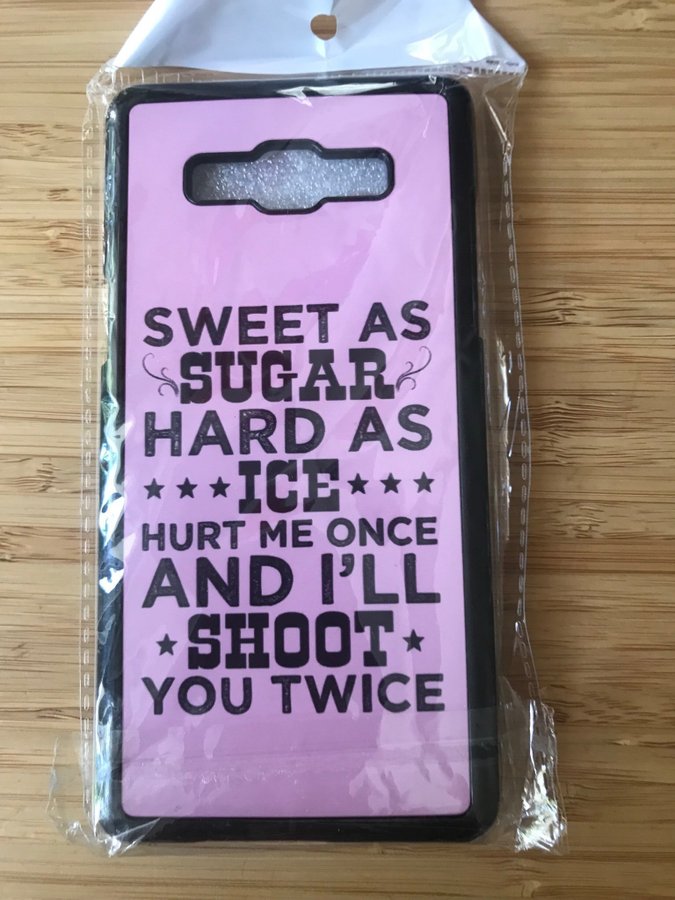 SWEET AS
SUGAR
HARD AS
ICE
HURT ME ONCE
AND I'LL
SHOOT
YOU TWICE